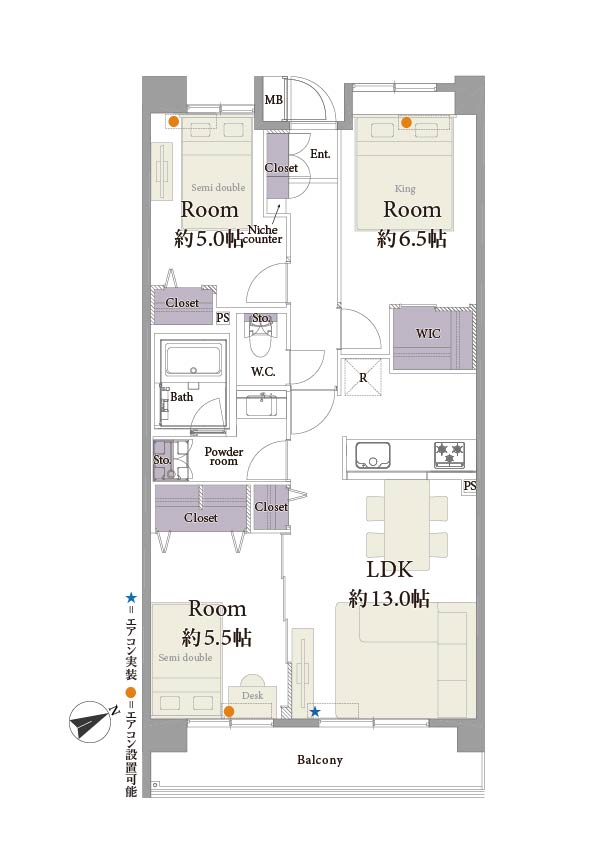 MB
Ent.
Closet
Semi double
Room
約5.0帖
Niche
counter
King
Room
約6.5帖
Closet
PS
Sto.
WIC
W.C.
R
Bath
Powder
room
Sto.
PS
Closet
Closet
LDK
約13.0帖
Room
約5.5帖
Semi double
Desk
Balcony
★=エアコン実装 ●=エアコン設置可能
N